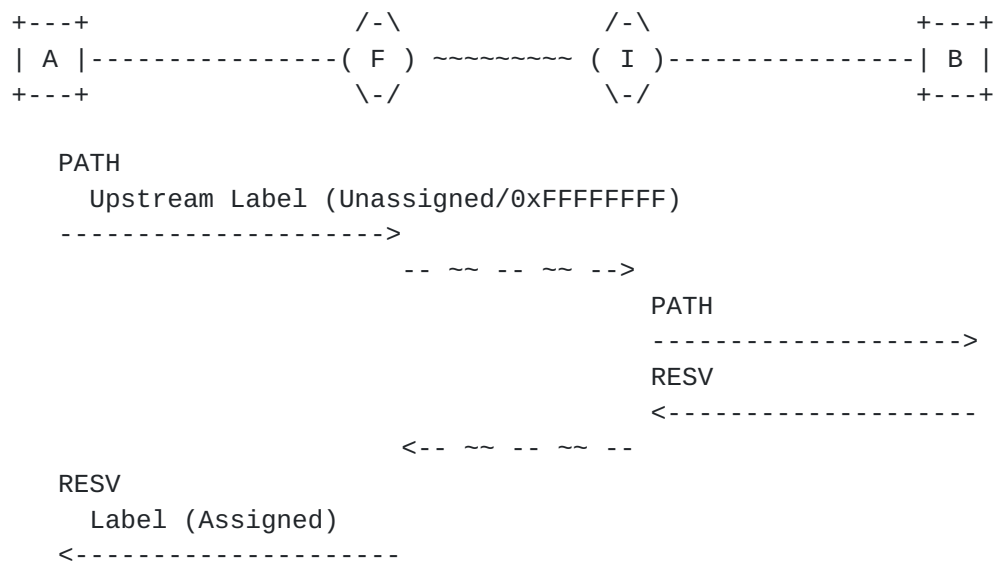 +---+                 /-\             /-\                 +---+
| A |----------------( F ) ~~~~~~~~~ ( I )----------------| B |
+---+                 \-/             \-/                 +---+
PATH
Upstream Label (Unassigned/0xFFFFFFFF)
--------------------->
-- ~~ -- ~~ -->
PATH
-------------------->
RESV
<--------------------
<-- ~~ -- ~~ --
RESV
Label (Assigned)
<---------------------